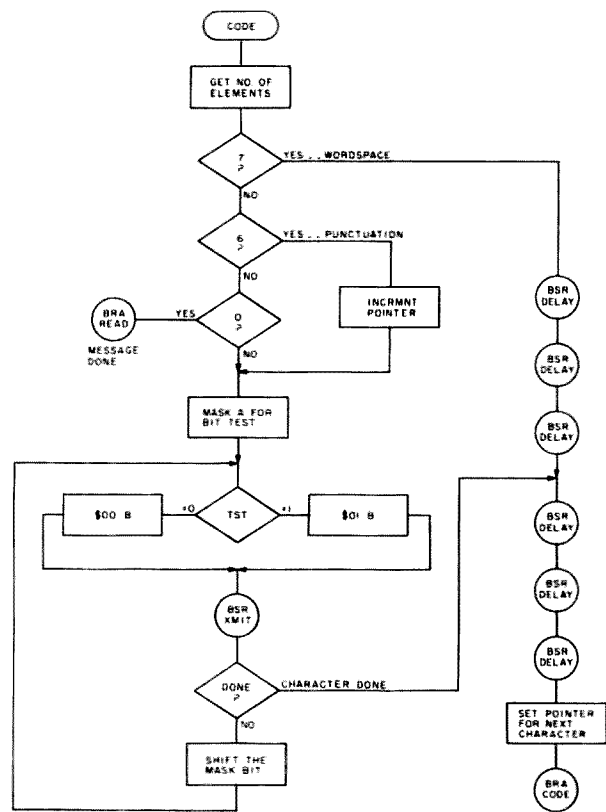 CODE
GET NO. OF
ELEMENTS
7
?
YES.. WORDSPACE
NO
6
?
YES.. PUNCTUATION
NO
INCRMNT
POINTER
BRA
READ
YES
0
?
MESSAGE
DONE
NO
MASK A FOR
BIT TEST
$00 B
=0
TST
=1
$01 B
BSR
XMIT
DONE
?
CHARACTER DONE
NO
SHIFT THE
MASK BIT
BSR
DELAY
BSR
DELAY
BSR
DELAY
BSR
DELAY
BSR
DELAY
BSR
DELAY
SET POINTER
FOR NEXT
CHARACTER
BRA
CODE